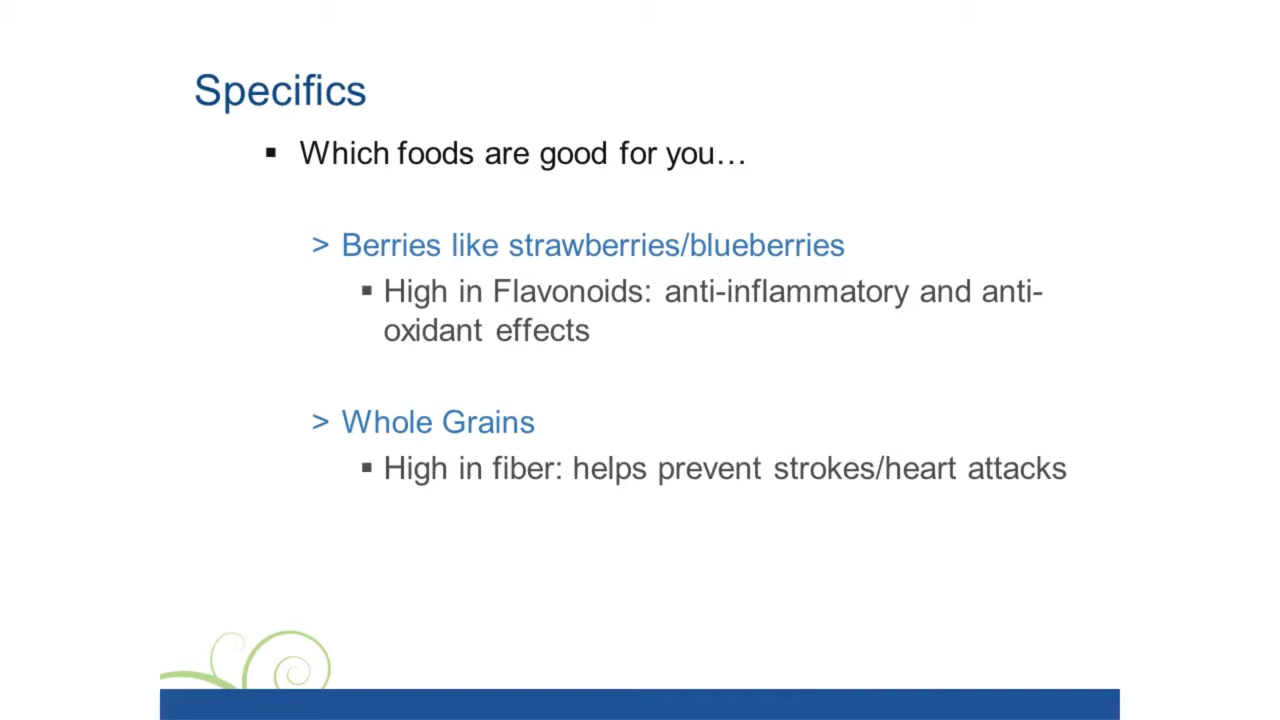 Specifics
▪ Which foods are good for you…
> Berries like strawberries/blueberries
▪ High in Flavonoids: anti-inflammatory and anti-
oxidant effects
> Whole Grains
▪ High in fiber: helps prevent strokes/heart attacks